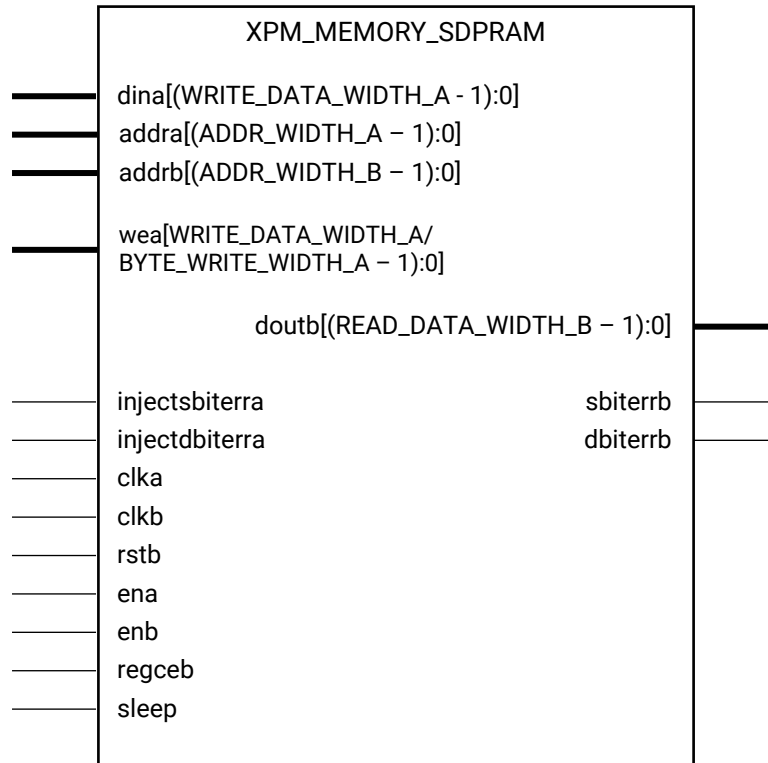 XPM_MEMORY_SDPRAM
dina[(WRITE_DATA_WIDTH_A - 1):0]
addra[(ADDR_WIDTH_A – 1):0]
addrb[(ADDR_WIDTH_B – 1):0]
wea[WRITE_DATA_WIDTH_A/
BYTE_WRITE_WIDTH_A – 1):0]
doutb[(READ_DATA_WIDTH_B – 1):0]
injectsbiterra sbiterrb
injectdbiterra dbiterrb
clka
clkb
rstb
ena
enb
regceb
sleep